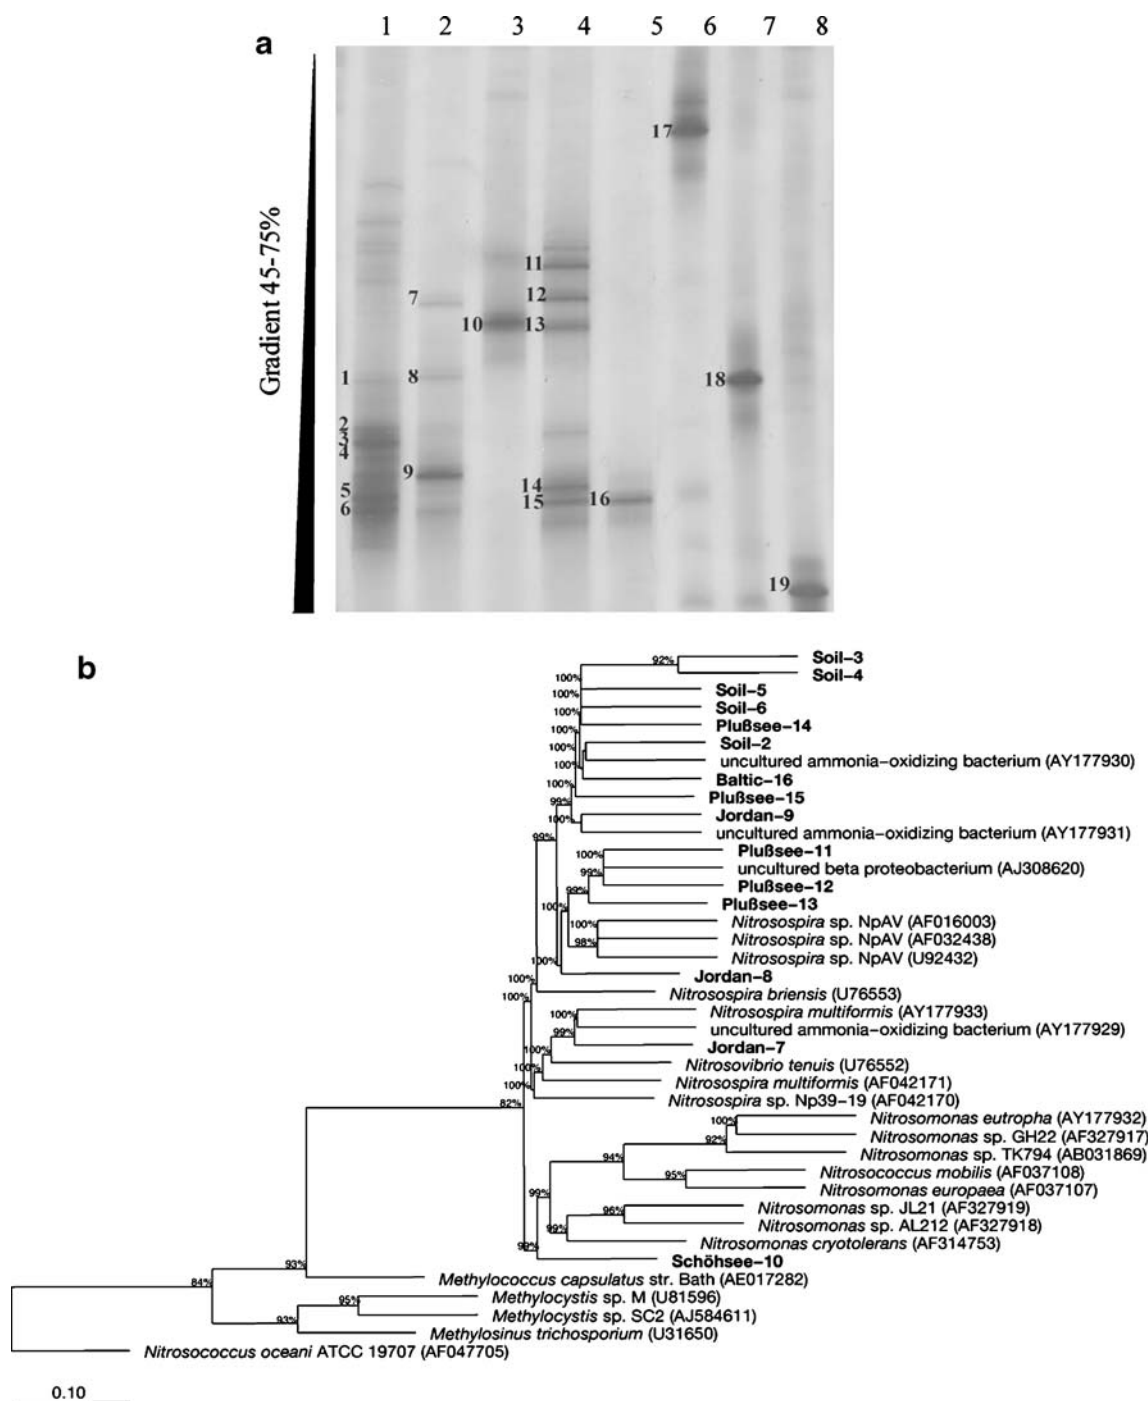 a
1 2 3 4 5 6 7 8
Gradient 45-75%
17
11
7
12
10
13
1
8
18
2
3
4
9
14
5
15
16
6
19
b
92%
Soil-3
100%
Soil-4
100%
Soil-5
100%
Soil-6
100%
Plußsee-14
100%
Soil-2
100%
uncultured ammonia-oxidizing bacterium (AY177930)
Baltic-16
100%
Plußsee-15
99%
Jordan-9
100%
uncultured ammonia-oxidizing bacterium (AY177931)
99%
Plußsee-11
100%
uncultured beta proteobacterium (AJ308620)
99%
Plußsee-12
99%
Plußsee-13
100%
Nitrosospira sp. NpAV (AF016003)
100%
Nitrosospira sp. NpAV (AF032438)
98%
Nitrosospira sp. NpAV (U92432)
100%
Jordan-8
100%
Nitrosospira briensis (U76553)
100%
Nitrosospira multiformis (AY177933)
100%
uncultured ammonia-oxidizing bacterium (AY177929)
99%
Jordan-7
100%
Nitrosovibrio tenuis (U76552)
100%
Nitrosospira multiformis (AF042171)
100%
Nitrosospira sp. Np39-19 (AF042170)
82%
Nitrosomonas eutropha (AY177932)
100%
Nitrosomonas sp. GH22 (AF327917)
92%
Nitrosomonas sp. TK794 (AB031869)
94%
Nitrosococcus mobilis (AF037108)
95%
Nitrosomonas europaea (AF037107)
99%
Nitrosomonas sp. JL21 (AF327919)
96%
Nitrosomonas sp. AL212 (AF327918)
99%
Nitrosomonas cryotolerans (AF314753)
99%
Schöhsee-10
93%
Methylococcus capsulatus str. Bath (AE017282)
84%
Methylocystis sp. M (U81596)
95%
Methylocystis sp. SC2 (AJ584611)
93%
Methylosinus trichosporium (U31650)
Nitrosococcus oceani ATCC 19707 (AF047705)
0.10